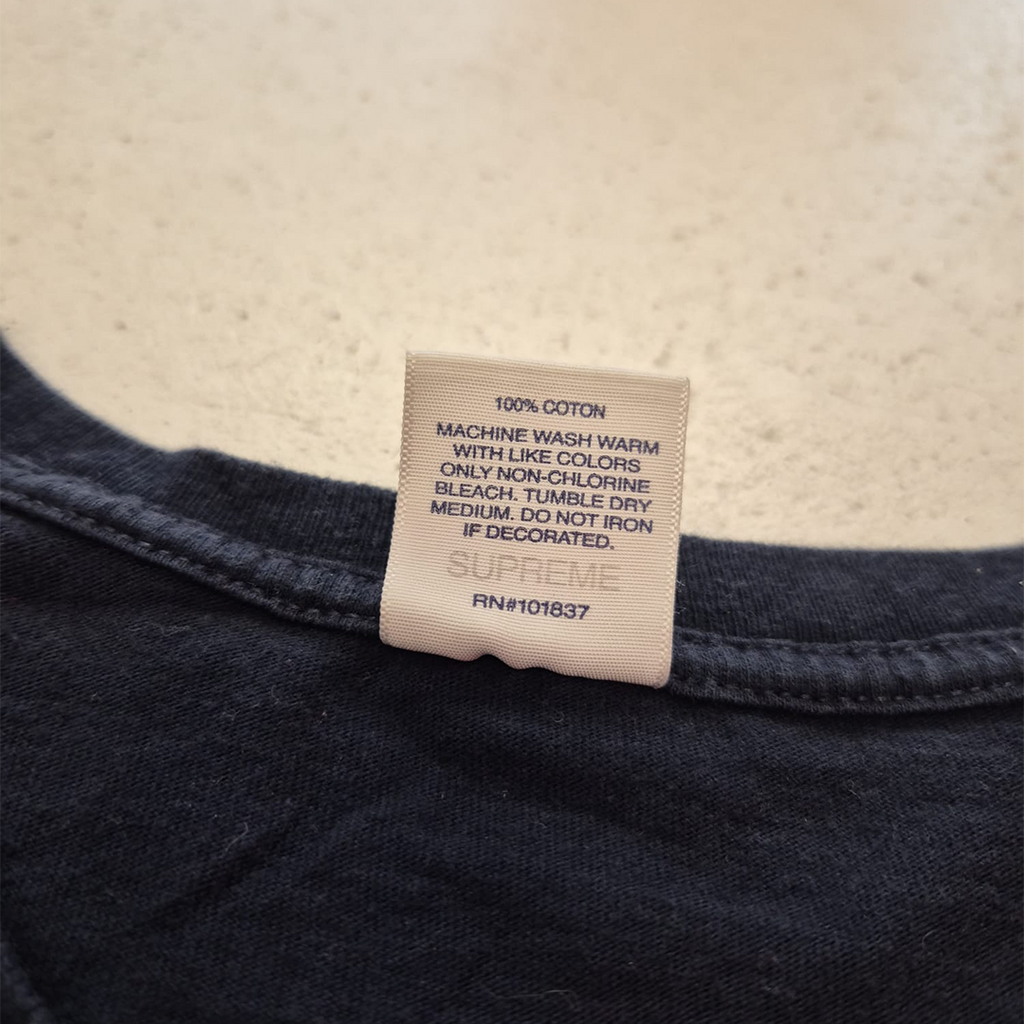 100% COTON
MACHINE WASH WARM
WITH LIKE COLORS
ONLY NON-CHLORINE
BLEACH. TUMBLE DRY
MEDIUM. DO NOT IRON
IF DECORATED.
SUPREME
RN#101837